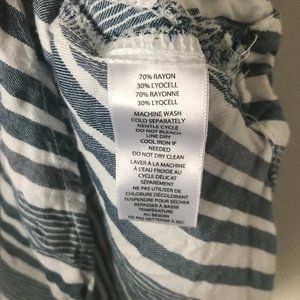 70% RAYON
30% LYOCELL
70% RAYONNE
30% LYOCELL
MACHINE WASH
COLD SEPARATELY
GENTLE CYCLE
DO NOT BLEACH
LINE DRY
COOL IRON IF
NEEDED
DO NOT DRY CLEAN
LAVER À LA MACHINE
À L'EAU FROIDE AU
CYCLE DÉLICAT
SÉPARÉMENT
NE PAS UTILISER DE
CHLORURE DÉCOLORANT
SUSPENDRE POUR SÉCHER
REPASSER À BASSE
TEMPÉRATURE
AU BESOIN
NE PAS NETTOYER À SEC